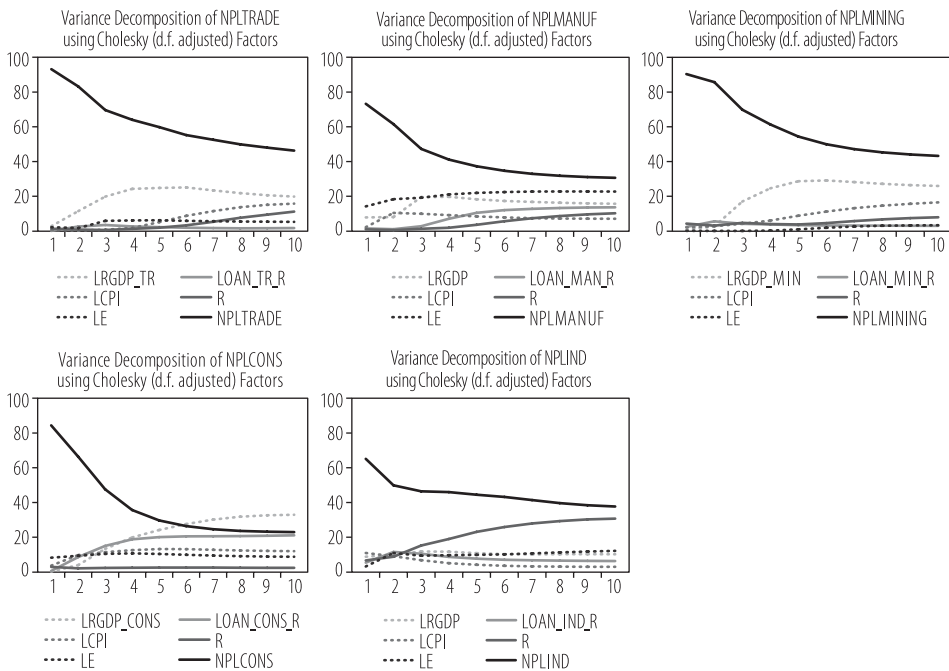 Variance Decomposition of NPLTRADE
using Cholesky (d.f. adjusted) Factors
100
80
60
40
20
0
1 2 3 4 5 6 7 8 9 10
LRGDP_TR LOAN_TR_R
LCPI R
LE NPLTRADE
Variance Decomposition of NPLMANUF
using Cholesky (d.f. adjusted) Factors
100
80
60
40
20
0
1 2 3 4 5 6 7 8 9 10
LRGDP LOAN_MAN_R
LCPI R
LE NPLMANUF
Variance Decomposition of NPLMINING
using Cholesky (d.f. adjusted) Factors
100
80
60
40
20
0
1 2 3 4 5 6 7 8 9 10
LRGDP_MIN LOAN_MIN_R
LCPI R
LE NPLMINING
Variance Decomposition of NPLCONS
using Cholesky (d.f. adjusted) Factors
100
80
60
40
20
0
1 2 3 4 5 6 7 8 9 10
LRGDP_CONS LOAN_CONS_R
LCPI R
LE NPLCONS
Variance Decomposition of NPLIND
using Cholesky (d.f. adjusted) Factors
100
80
60
40
20
0
1 2 3 4 5 6 7 8 9 10
LRGDP LOAN_IND_R
LCPI R
LE NPLIND